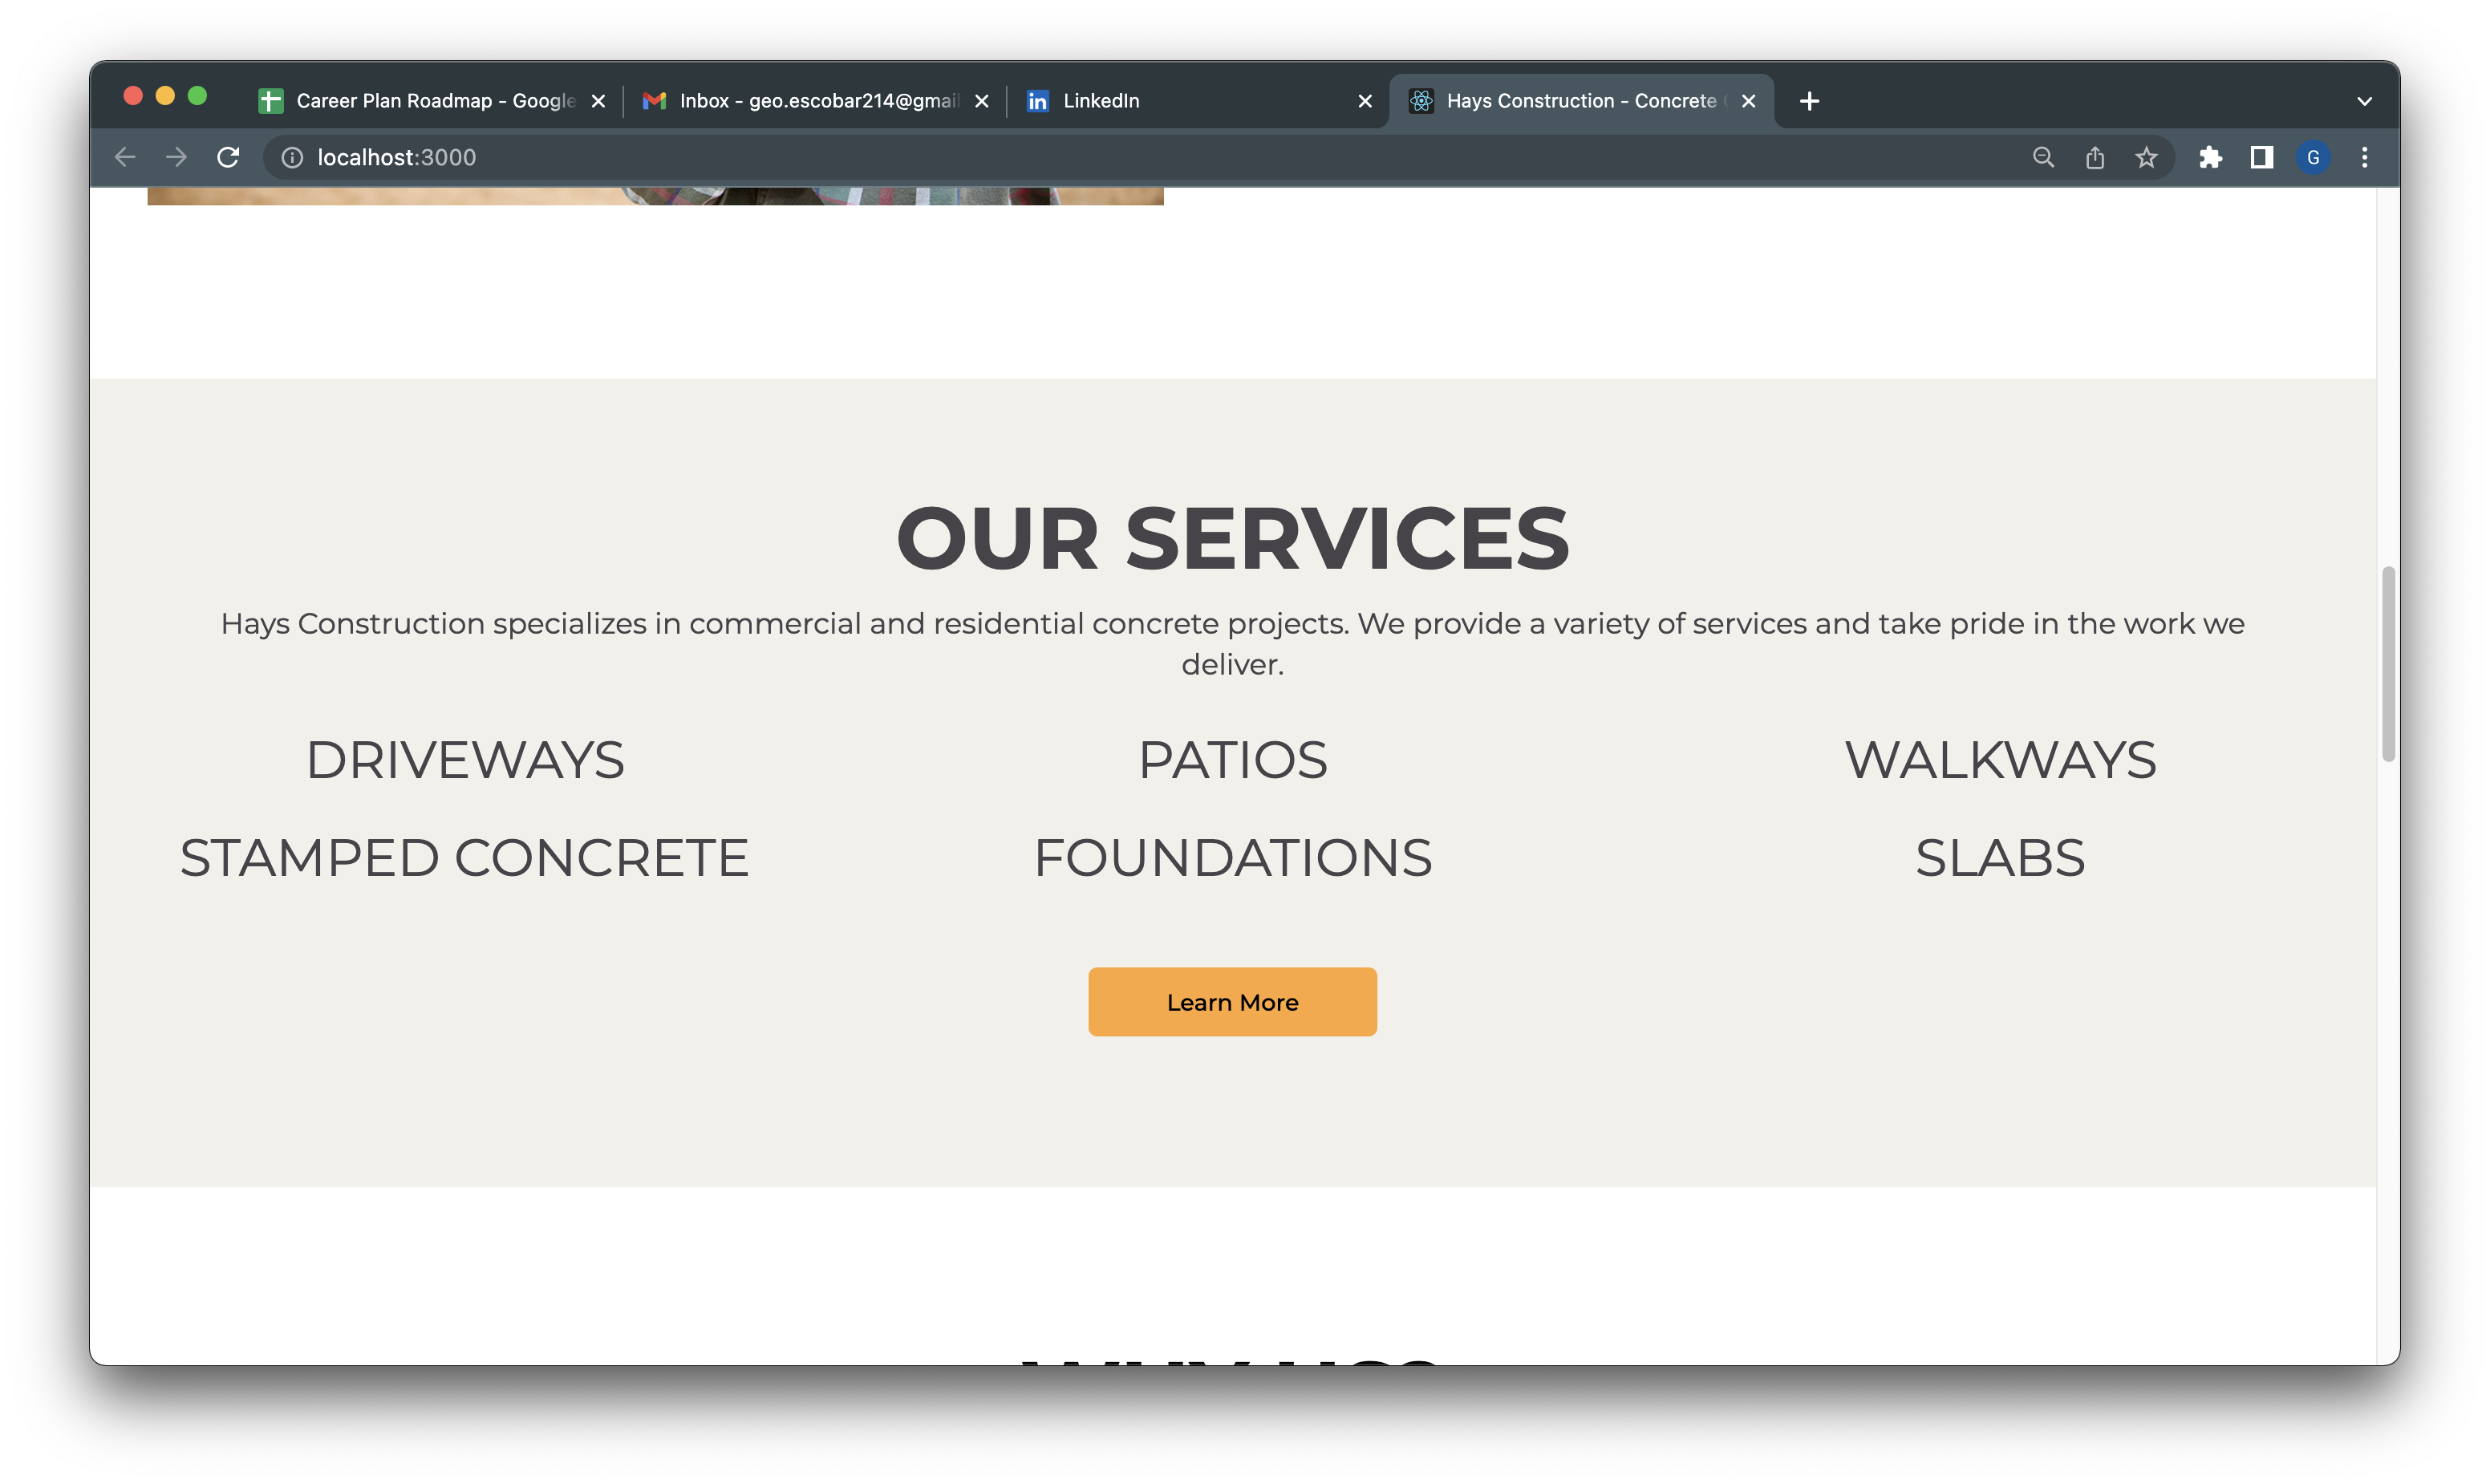 Career Plan Roadmap - Google
Inbox - geo.escobar214@gmail
in LinkedIn
Hays Construction - Concrete
localhost:3000
G
OUR SERVICES
Hays Construction specializes in commercial and residential concrete projects. We provide a variety of services and take pride in the work we
deliver.
DRIVEWAYS PATIOS WALKWAYS
STAMPED CONCRETE FOUNDATIONS SLABS
Learn More